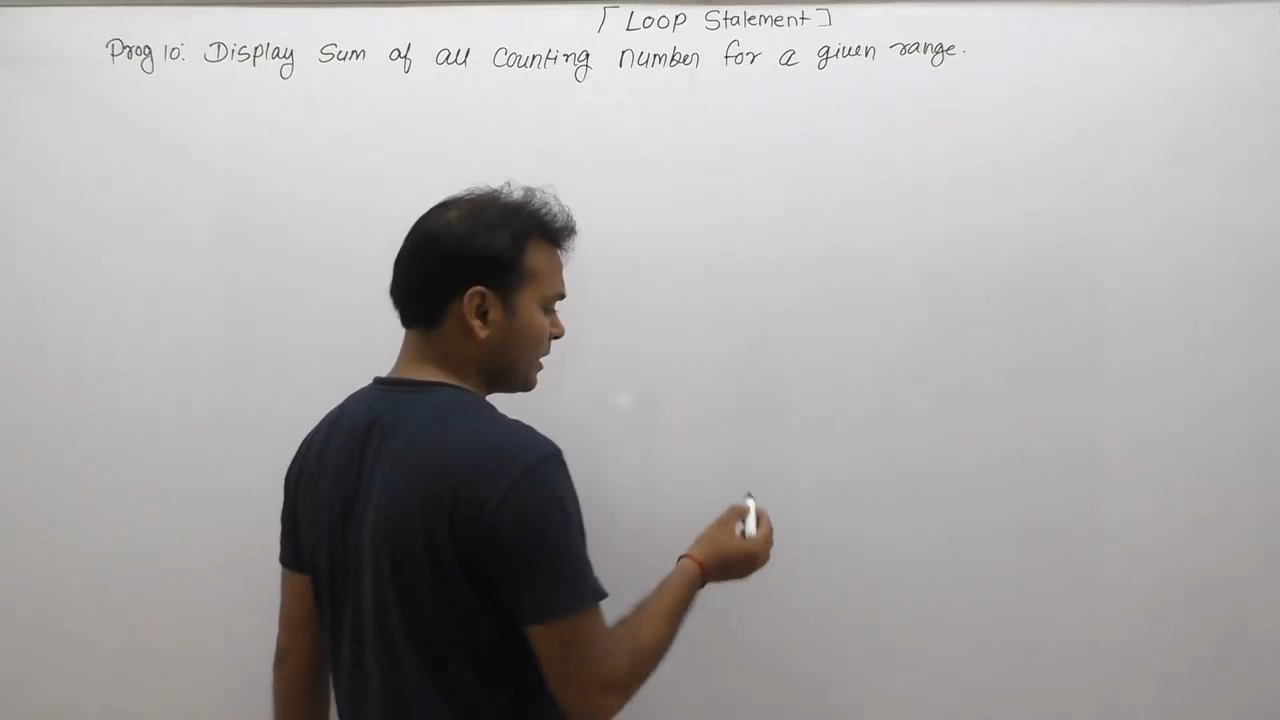 [Loop Statement]
Prog 10: Display Sum of all Counting number for a given range.